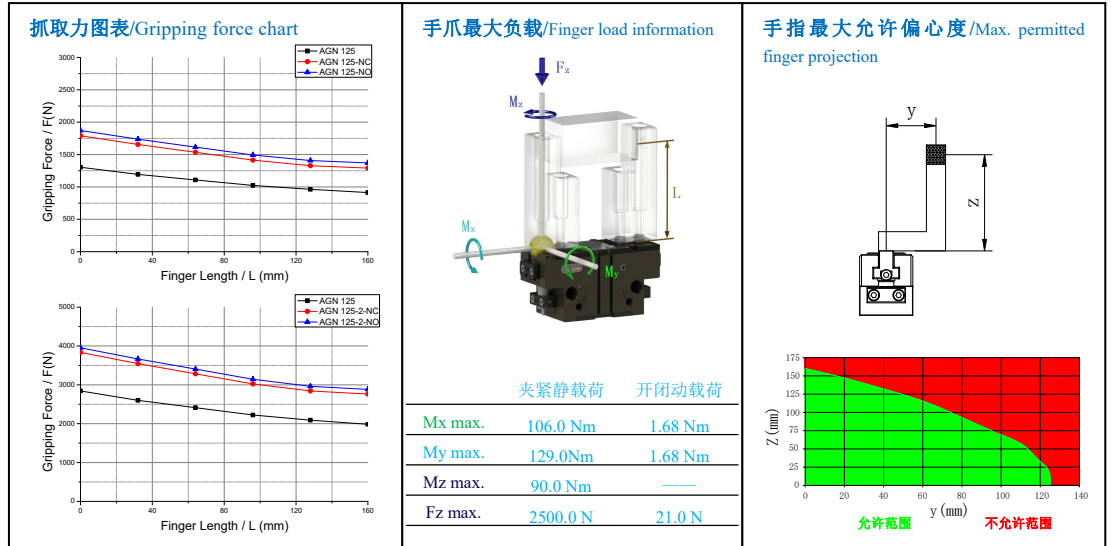 抓取力图表/Gripping force chart
AGN 125
AGN 125-NC
AGN 125-NO
Gripping Force / F(N)
3000
2500
2000
1500
1000
500
0
0 40 80 120 160
Finger Length / L (mm)
AGN 125
AGN 125-2-NC
AGN 125-2-NO
Gripping Force / F(N)
5000
4000
3000
2000
1000
0
0 40 80 120 160
Finger Length / L (mm)
手爪最大负载/Finger load information
Fz
Mz
L
Mx
My
夹紧静载荷 开闭动载荷
Mx max. 106.0 Nm 1.68 Nm
My max. 129.0Nm 1.68 Nm
Mz max. 90.0 Nm ——
Fz max. 2500.0 N 21.0 N
手指最大允许偏心度/Max. permitted
finger projection
y
Z
Z(mm)
175
150
125
100
75
50
25
0
0 20 40 60 80 100 120 140
y(mm)
允许范围 不允许范围